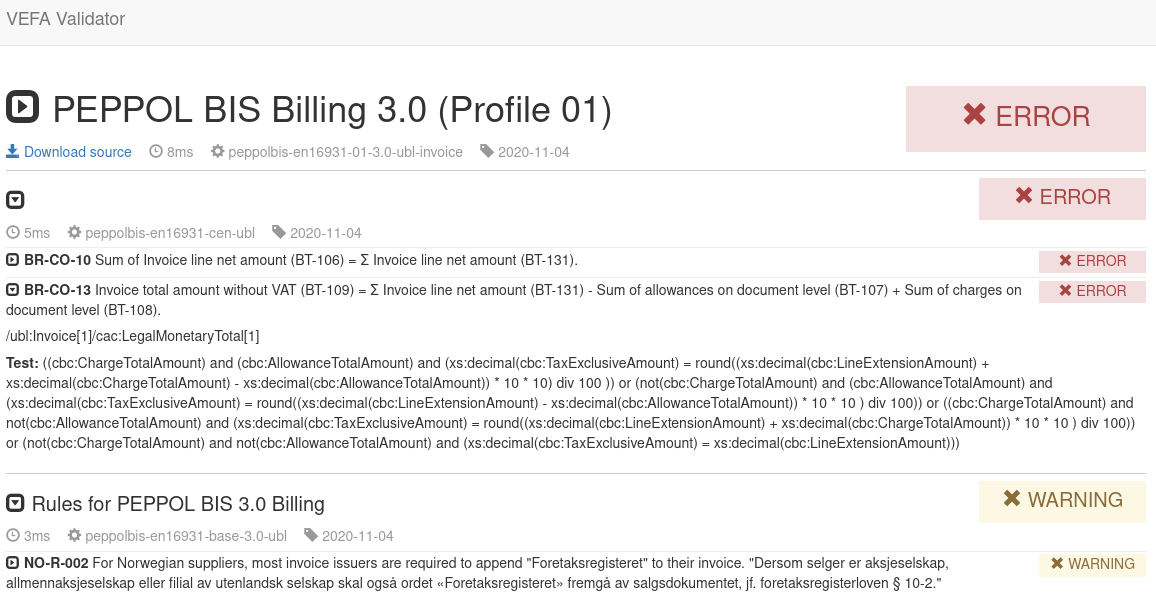 VEFA Validator
PEPPOL BIS Billing 3.0 (Profile 01)
ERROR
Download source 8ms peppolbis-en16931-01-3.0-ubl-invoice 2020-11-04
ERROR
5ms peppolbis-en16931-cen-ubl 2020-11-04
BR-CO-10 Sum of Invoice line net amount (BT-106) = Σ Invoice line net amount (BT-131).
ERROR
BR-CO-13 Invoice total amount without VAT (BT-109) = Σ Invoice line net amount (BT-131) - Sum of allowances on document level (BT-107) + Sum of charges on
document level (BT-108).
ERROR
/ubl:Invoice[1]/cac:LegalMonetaryTotal[1]
Test: ((cbc:ChargeTotalAmount) and (cbc:AllowanceTotalAmount) and (xs:decimal(cbc:TaxExclusiveAmount) = round((xs:decimal(cbc:LineExtensionAmount) +
xs:decimal(cbc:ChargeTotalAmount) - xs:decimal(cbc:AllowanceTotalAmount)) * 10 * 10) div 100 )) or (not(cbc:ChargeTotalAmount) and (cbc:AllowanceTotalAmount) and
(xs:decimal(cbc:TaxExclusiveAmount) = round((xs:decimal(cbc:LineExtensionAmount) - xs:decimal(cbc:AllowanceTotalAmount)) * 10 * 10 ) div 100)) or ((cbc:ChargeTotalAmount) and
not(cbc:AllowanceTotalAmount) and (xs:decimal(cbc:TaxExclusiveAmount) = round((xs:decimal(cbc:LineExtensionAmount) + xs:decimal(cbc:ChargeTotalAmount)) * 10 * 10 ) div 100))
or (not(cbc:ChargeTotalAmount) and not(cbc:AllowanceTotalAmount) and (xs:decimal(cbc:TaxExclusiveAmount) = xs:decimal(cbc:LineExtensionAmount)))
Rules for PEPPOL BIS 3.0 Billing
WARNING
3ms peppolbis-en16931-base-3.0-ubl 2020-11-04
NO-R-002 For Norwegian suppliers, most invoice issuers are required to append "Foretaksregisteret" to their invoice. "Dersom selger er aksjeselskap,
allmennaksjeselskap eller filial av utenlandsk selskap skal også ordet «Foretaksregisteret» fremgå av salgsdokumentet, jf. foretaksregisterloven § 10-2."
WARNING